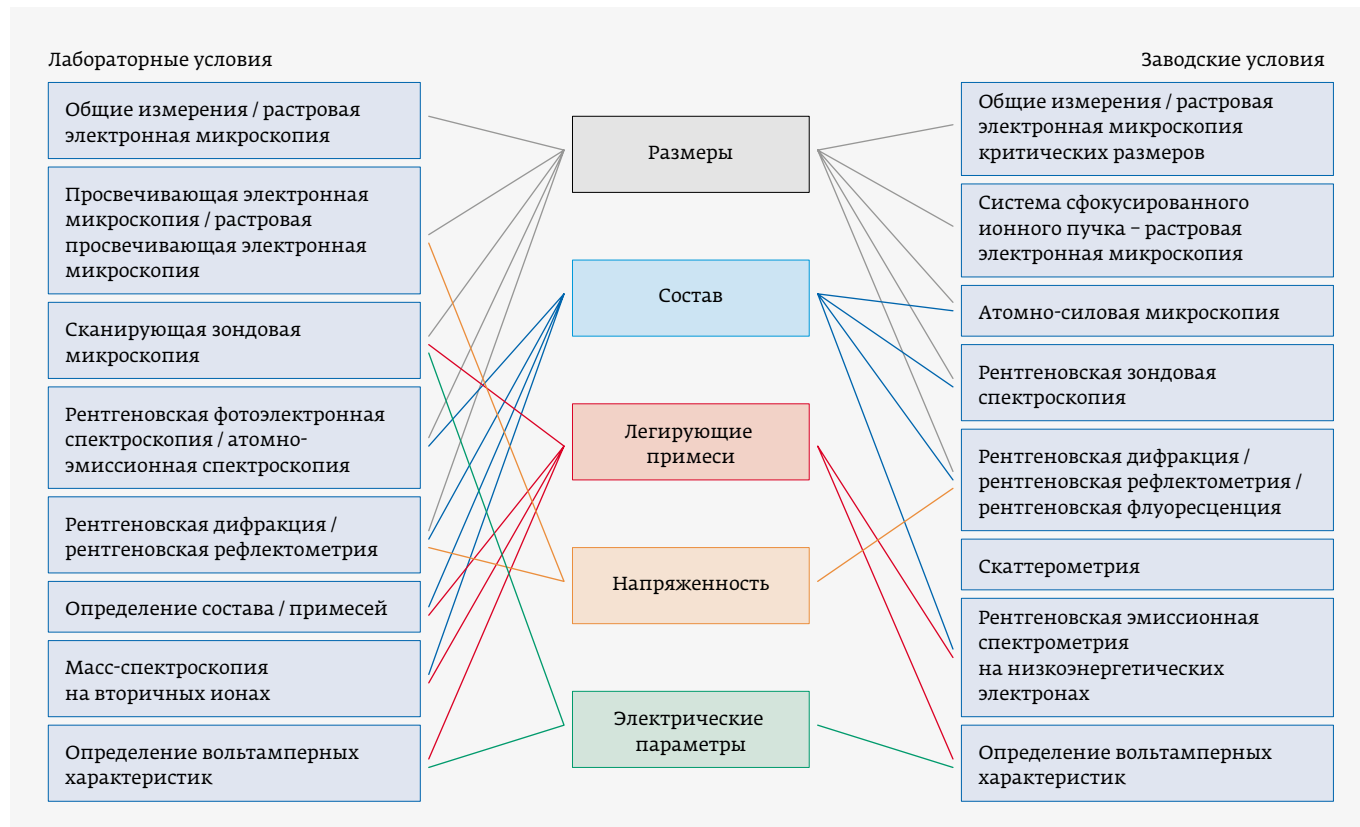 Лабораторные условия
Общие измерения / растровая
электронная микроскопия
Просвечивающая электронная
микроскопия / растровая
просвечивающая электронная
микроскопия
Сканирующая зондовая
микроскопия
Рентгеновская фотоэлектронная
спектроскопия / атомно-
эмиссионная спектроскопия
Рентгеновская дифракция /
рентгеновская рефлектометрия
Определение состава / примесей
Масс-спектроскопия
на вторичных ионах
Определение вольтамперных
характеристик
Размеры
Состав
Легирующие
примеси
Напряженность
Электрические
параметры
Заводские условия
Общие измерения / растровая
электронная микроскопия
критических размеров
Система сфокусированного
ионного пучка – растровая
электронная микроскопия
Атомно-силовая микроскопия
Рентгеновская зондовая
спектроскопия
Рентгеновская дифракция /
рентгеновская рефлектометрия /
рентгеновская флуоресценция
Скаттерометрия
Рентгеновская эмиссионная
спектрометрия
на низкоэнергетических
электронах
Определение вольтамперных
характеристик